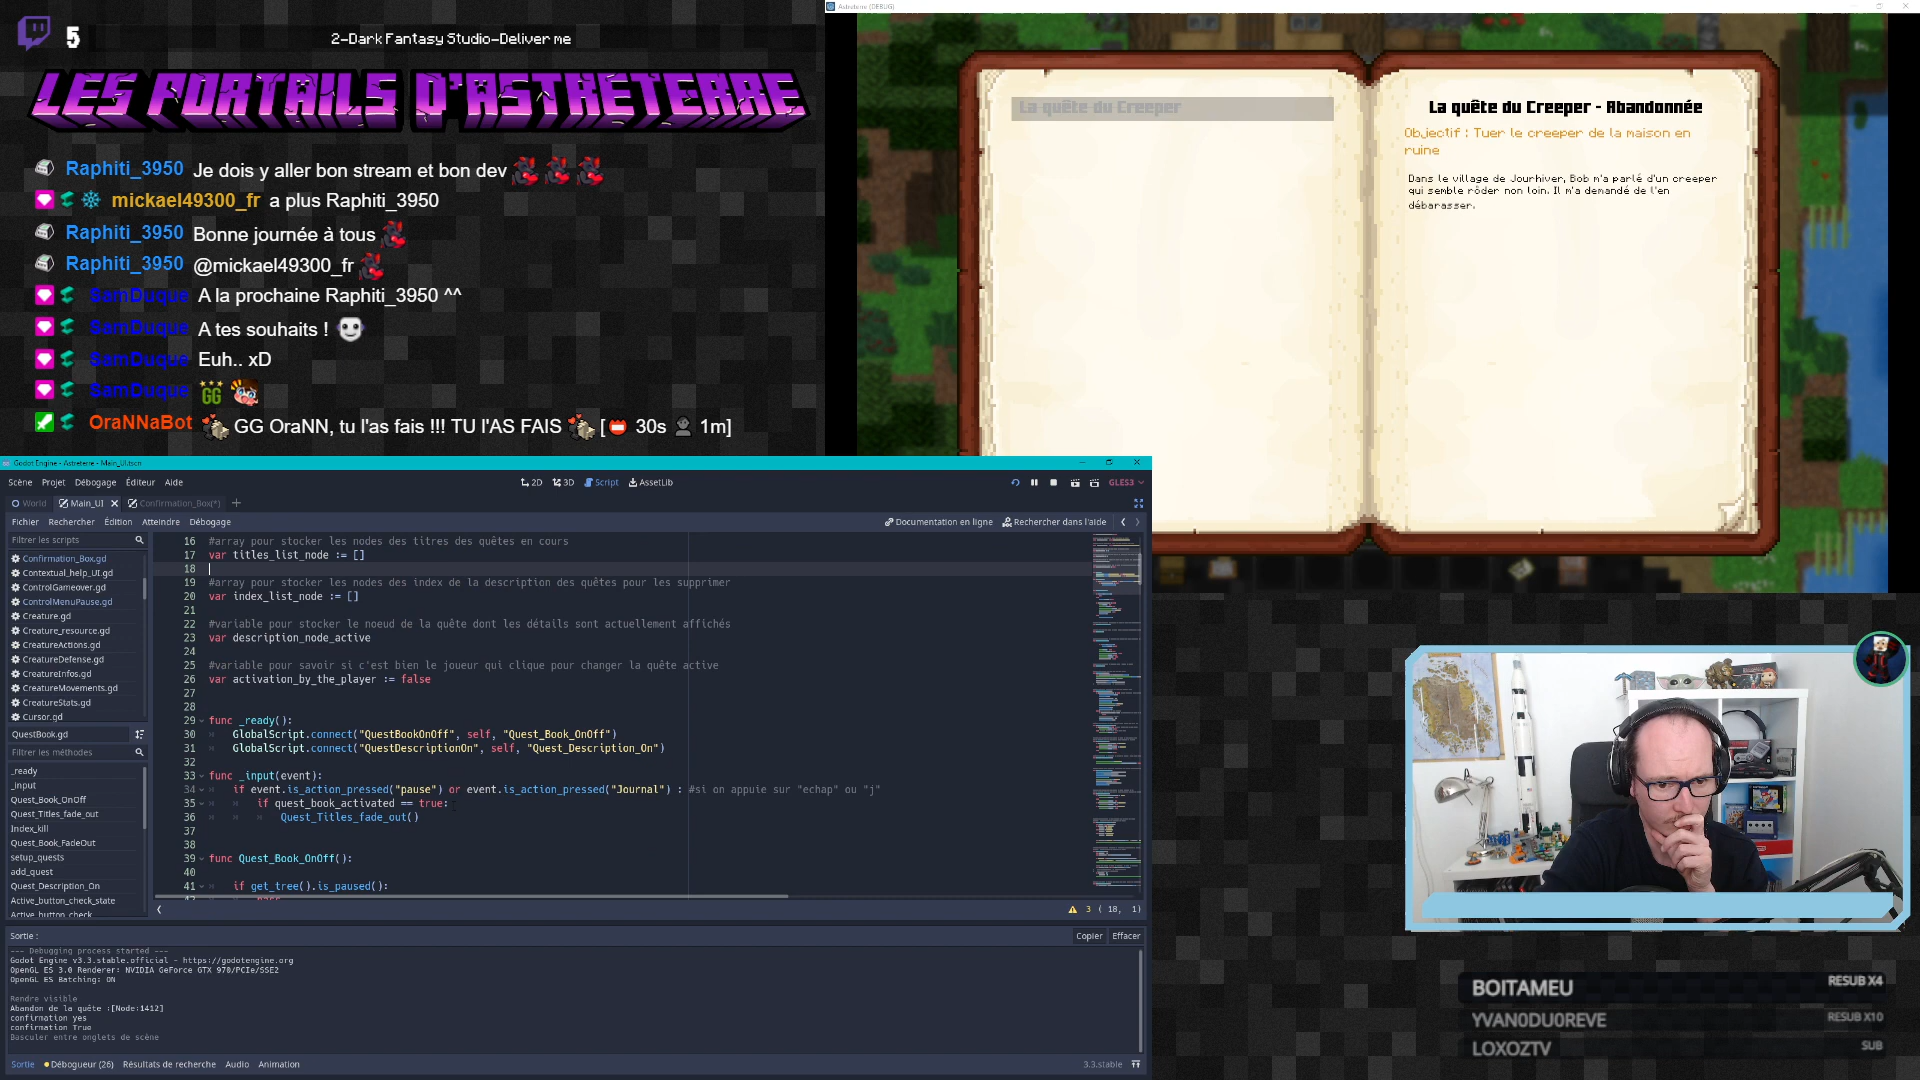 5
2-Dark Fantasy Studio-Deliver me
LES PORTAILS D'ASTRETERRE
Raphiti_3950 Je dois y aller bon stream et bon dev
mickael49300_fr a plus Raphiti_3950
Raphiti_3950 Bonne journée à tous
Raphiti_3950 @mickael49300_fr
SamDuque A la prochaine Raphiti_3950 ^^
SamDuque A tes souhaits !
SamDuque Euh.. xD
SamDuque GG
OraNNaBot GG OraNN, tu l'as fais !!! TU l'AS FAIS [ 30s 1m]
Astreterre (DEBUG)
La quête du Creeper
La quête du Creeper - Abandonnée
Objectif : Tuer le creeper de la maison en
ruine
Dans le village de Jourhiver, Bob m'a parlé d'un creeper
qui semble rôder non loin. Il m'a demandé de l'en
débarasser.
Godot Engine - Astreterre - Main_UI.tscn
Scène Projet Débogage Éditeur Aide
2D 3D Script AssetLib
GLES3
World Main_UI Confirmation_Box(*)
Fichier Rechercher Édition Atteindre Débogage
Documentation en ligne Rechercher dans l'aide
Filtrer les scripts
Confirmation_Box.gd
Contextual_help_UI.gd
ControlGameover.gd
ControlMenuPause.gd
Creature.gd
Creature_resource.gd
CreatureActions.gd
CreatureDefense.gd
CreatureInfos.gd
CreatureMovements.gd
CreatureStats.gd
Cursor.gd
QuestBook.gd
Filtrer les méthodes
_ready
_input
Quest_Book_OnOff
Quest_Titles_fade_out
Index_kill
Quest_Book_FadeOut
setup_quests
add_quest
Quest_Description_On
Active_button_check_state
Active_button_check
16 #array pour stocker les nodes des titres des quêtes en cours
17 var titles_list_node := []
18
19 #array pour stocker les nodes des index de la description des quêtes pour les supprimer
20 var index_list_node := []
21
22 #variable pour stocker le noeud de la quête dont les détails sont actuellement affichés
23 var description_node_active
24
25 #variable pour savoir si c'est bien le joueur qui clique pour changer la quête active
26 var activation_by_the_player := false
27
28
29 func _ready():
30 GlobalScript.connect("QuestBookOnOff", self, "Quest_Book_OnOff")
31 GlobalScript.connect("QuestDescriptionOn", self, "Quest_Description_On")
32
33 func _input(event):
34 if event.is_action_pressed("pause") or event.is_action_pressed("Journal") : #si on appuie sur "echap" ou "j"
35 if quest_book_activated == true:
36 Quest_Titles_fade_out()
37
38
39 func Quest_Book_OnOff():
40
41 if get_tree().is_paused():
3 ( 18, 1)
Sortie :
Copier Effacer
--- Debugging process started ---
Godot Engine v3.3.stable.official - https://godotengine.org
OpenGL ES 3.0 Renderer: NVIDIA GeForce GTX 970/PCIe/SSE2
OpenGL ES Batching: ON
Rendre visible
Abandon de la quête :[Node:1412]
confirmation yes
confirmation True
Basculer entre onglets de scène
Sortie Débogueur (26) Résultats de recherche Audio Animation
3.3.stable
BOITAMEU RESUB X4
YVAN0DU0REVE RESUB X10
LOXOZTV SUB